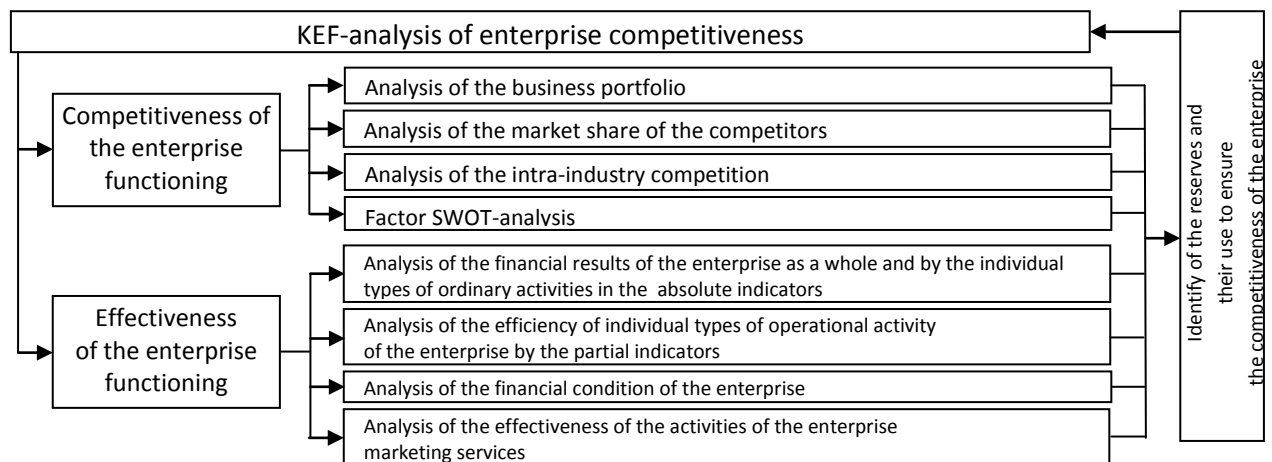 KEF-analysis of enterprise competitiveness
Competitiveness of
the enterprise
functioning
Analysis of the business portfolio
Analysis of the market share of the competitors
Analysis of the intra-industry competition
Factor SWOT-analysis
Effectiveness
of the enterprise
functioning
Analysis of the financial results of the enterprise as a whole and by the individual
types of ordinary activities in the absolute indicators
Analysis of the efficiency of individual types of operational activity
of the enterprise by the partial indicators
Analysis of the financial condition of the enterprise
Analysis of the effectiveness of the activities of the enterprise
marketing services
Identify of the reserves and
their use to ensure
the competitiveness of the enterprise